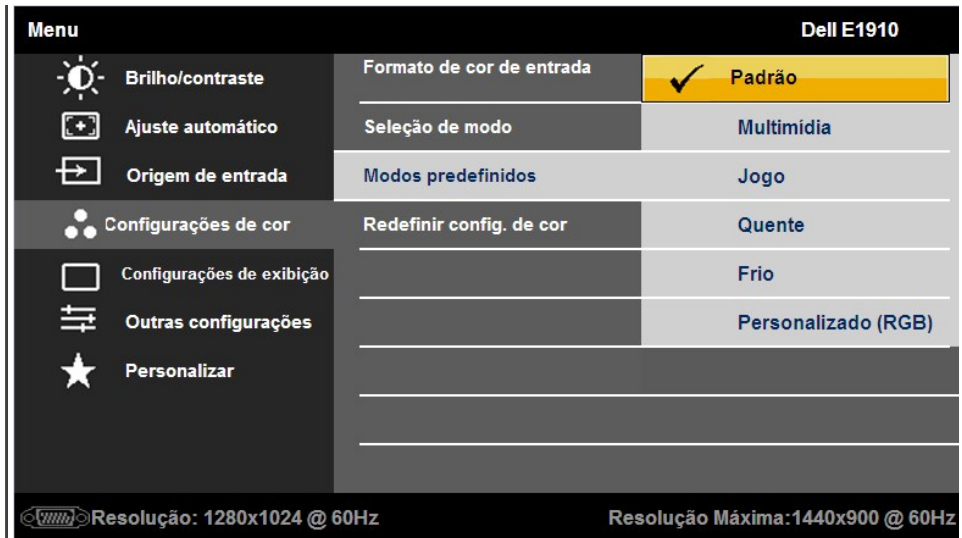 Menu Dell E1910
Brilho/contraste Formato de cor de entrada Padrão
Ajuste automático Seleção de modo Multimídia
Origem de entrada Modos predefinidos Jogo
Configurações de cor Redefinir config. de cor Quente
Configurações de exibição Frio
Outras configurações Personalizado (RGB)
Personalizar
Resolução: 1280x1024 @ 60Hz Resolução Máxima:1440x900 @ 60Hz